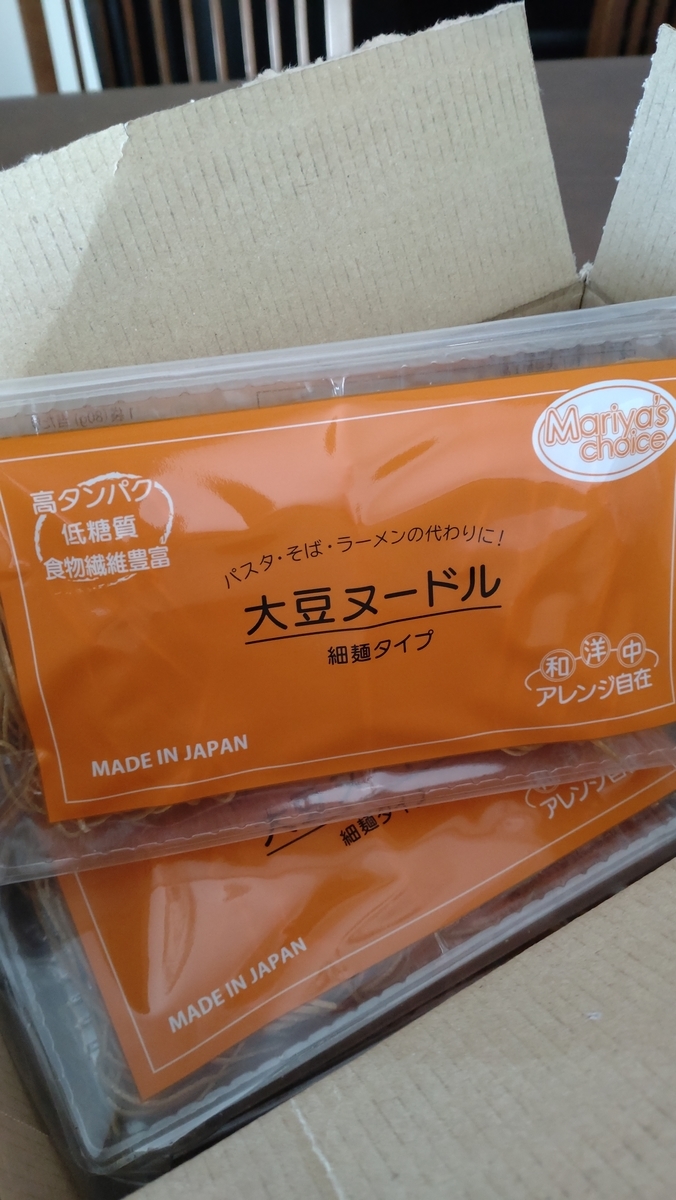 Mariya's
choice
高タンパク
低糖質
食物繊維豊富
パスタ・そば・ラーメンの代わりに!
大豆ヌードル
細麺タイプ
和 洋 中
アレンジ自在
MADE IN JAPAN
細麺タイ
アレンジ自
MADE IN JAPAN